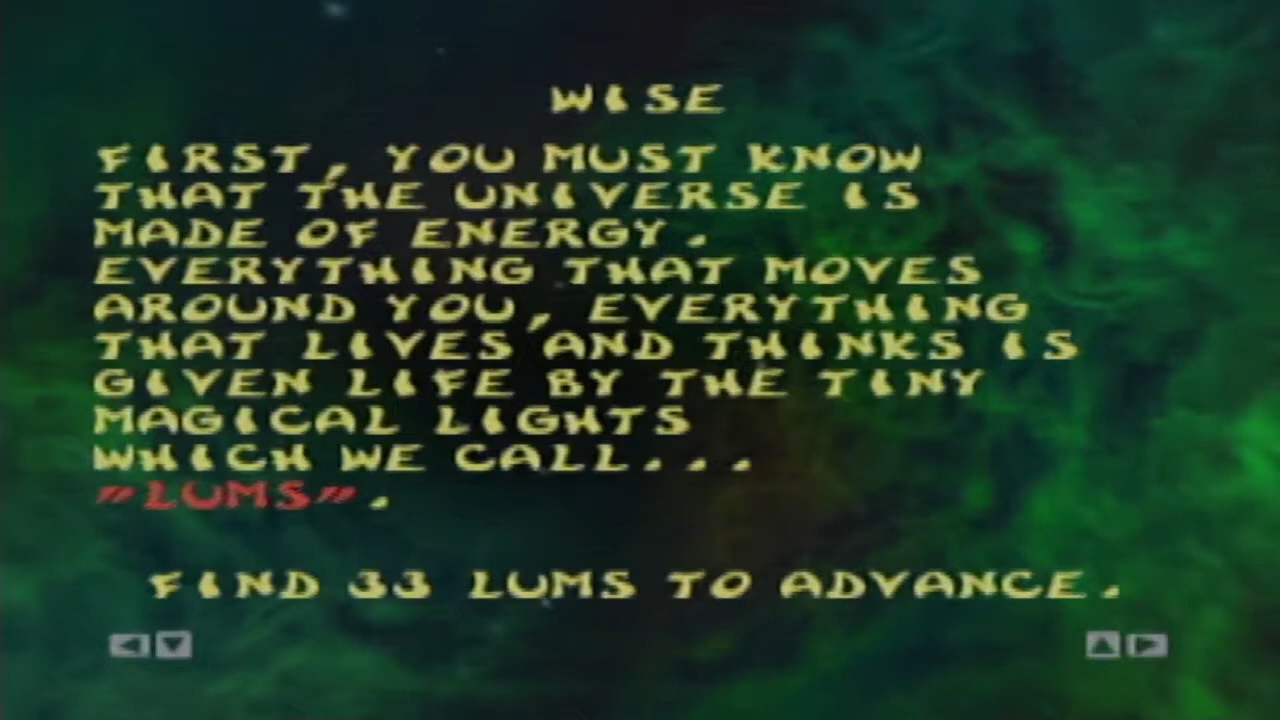 WISE
FIRST, YOU MUST KNOW
THAT THE UNIVERSE IS
MADE OF ENERGY.
EVERYTHING THAT MOVES
AROUND YOU, EVERYTHING
THAT LIVES AND THINKS IS
GIVEN LIFE BY THE TINY
MAGICAL LIGHTS
WHICH WE CALL...
"LUMS".
FIND 33 LUMS TO ADVANCE.